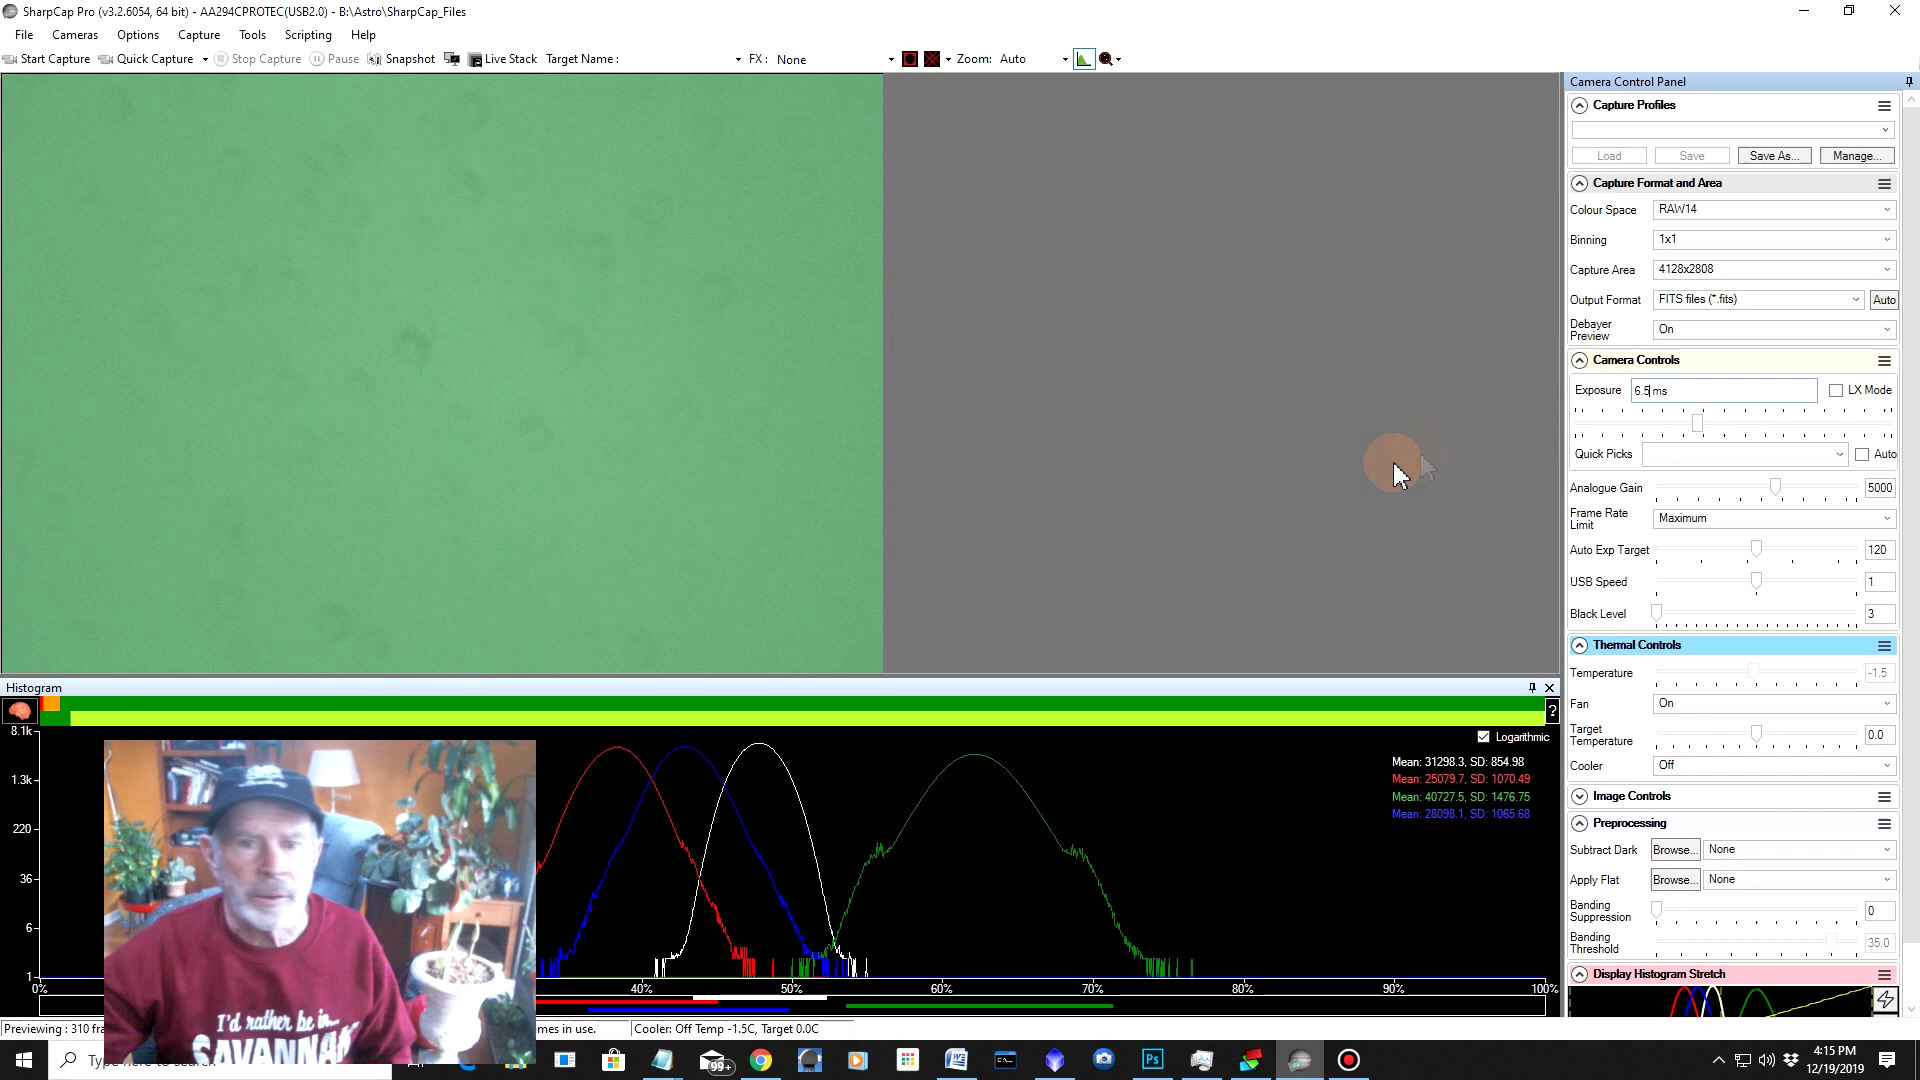 SharpCap Pro (v3.2.6054, 64 bit) - AA294CPROTEC(USB2.0) - B:\Astro\SharpCap_Files
File Cameras Options Capture Tools Scripting Help
Start Capture Quick Capture Stop Capture Pause Snapshot Live Stack Target Name : FX : None Zoom: Auto
Camera Control Panel
Capture Profiles
Load Save Save As... Manage...
Capture Format and Area
Colour Space RAW14
Binning 1x1
Capture Area 4128x2808
Output Format FITS files (*.fits) Auto
Debayer
Preview On
Camera Controls
Exposure 6.5 ms LX Mode
Quick Picks Auto
Analogue Gain 5000
Frame Rate
Limit Maximum
Auto Exp Target 120
USB Speed 1
Black Level 3
Thermal Controls
Temperature -1.5
Fan On
Target
Temperature 0.0
Cooler Off
Image Controls
Preprocessing
Subtract Dark Browse... None
Apply Flat Browse... None
Banding
Suppression 0
Banding
Threshold 35.0
Display Histogram Stretch
Histogram
?
8.1k
Logarithmic
Mean: 31298.3, SD: 854.98
1.3k
Mean: 25079.7, SD: 1070.49
Mean: 40727.5, SD: 1476.75
Mean: 28098.1, SD: 1065.68
220
36
6
1
0% 40% 50% 60% 70% 80% 90% 100%
I'd rather be in...
SAVANNAH
Previewing : 310 fra mes in use. Cooler: Off Temp -1.5C, Target 0.0C
Type here to search
99+
Ps
4:15 PM
12/19/2019